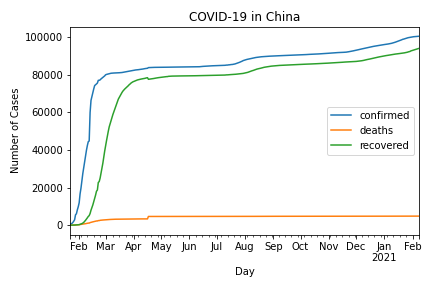 COVID-19 in China
Number of Cases
100000
80000
60000
40000
20000
0
confirmed
deaths
recovered
Feb Mar Apr May Jun Jul Aug Sep Oct Nov Dec Jan Feb
2021
Day